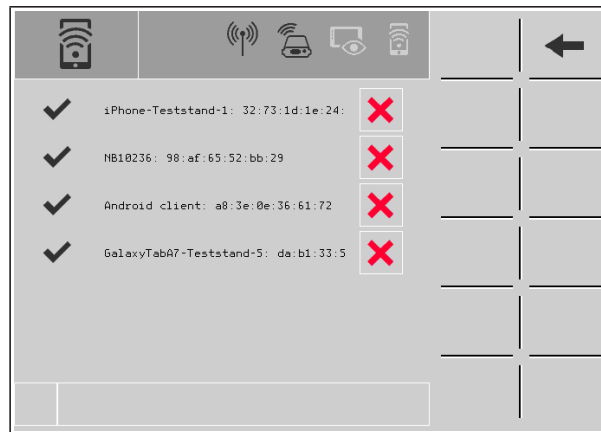 iPhone-Teststand-1: 32:73:1d:1e:24:
NB10236: 98:af:65:52:bb:29
Android client: a8:3e:0e:36:61:72
GalaxyTabA7-Teststand-5: da:b1:33:5